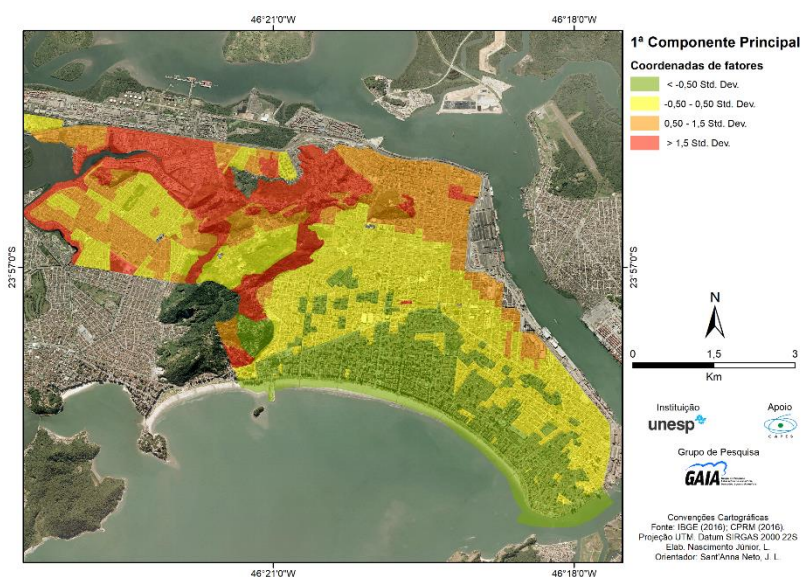 46°21'0"W
46°18'0"W
23°57'0"S
23°57'0"S
46°21'0"W
46°18'0"W
1ª Componente Principal
Coordenadas de fatores
< -0,50 Std. Dev.
-0,50 - 0,50 Std. Dev.
0,50 - 1,5 Std. Dev.
> 1,5 Std. Dev.
N
0 1,5 3
Km
Instituição
Apoio
unesp
CAPES
Grupo de Pesquisa
GAIA
Convenções Cartográficas
Fonte: IBGE (2016); CPRM (2016).
Projeção UTM. Datum SIRGAS 2000 22S
Elab. Nascimento Júnior, L.
Orientador: Sant'Anna Neto, J. L.